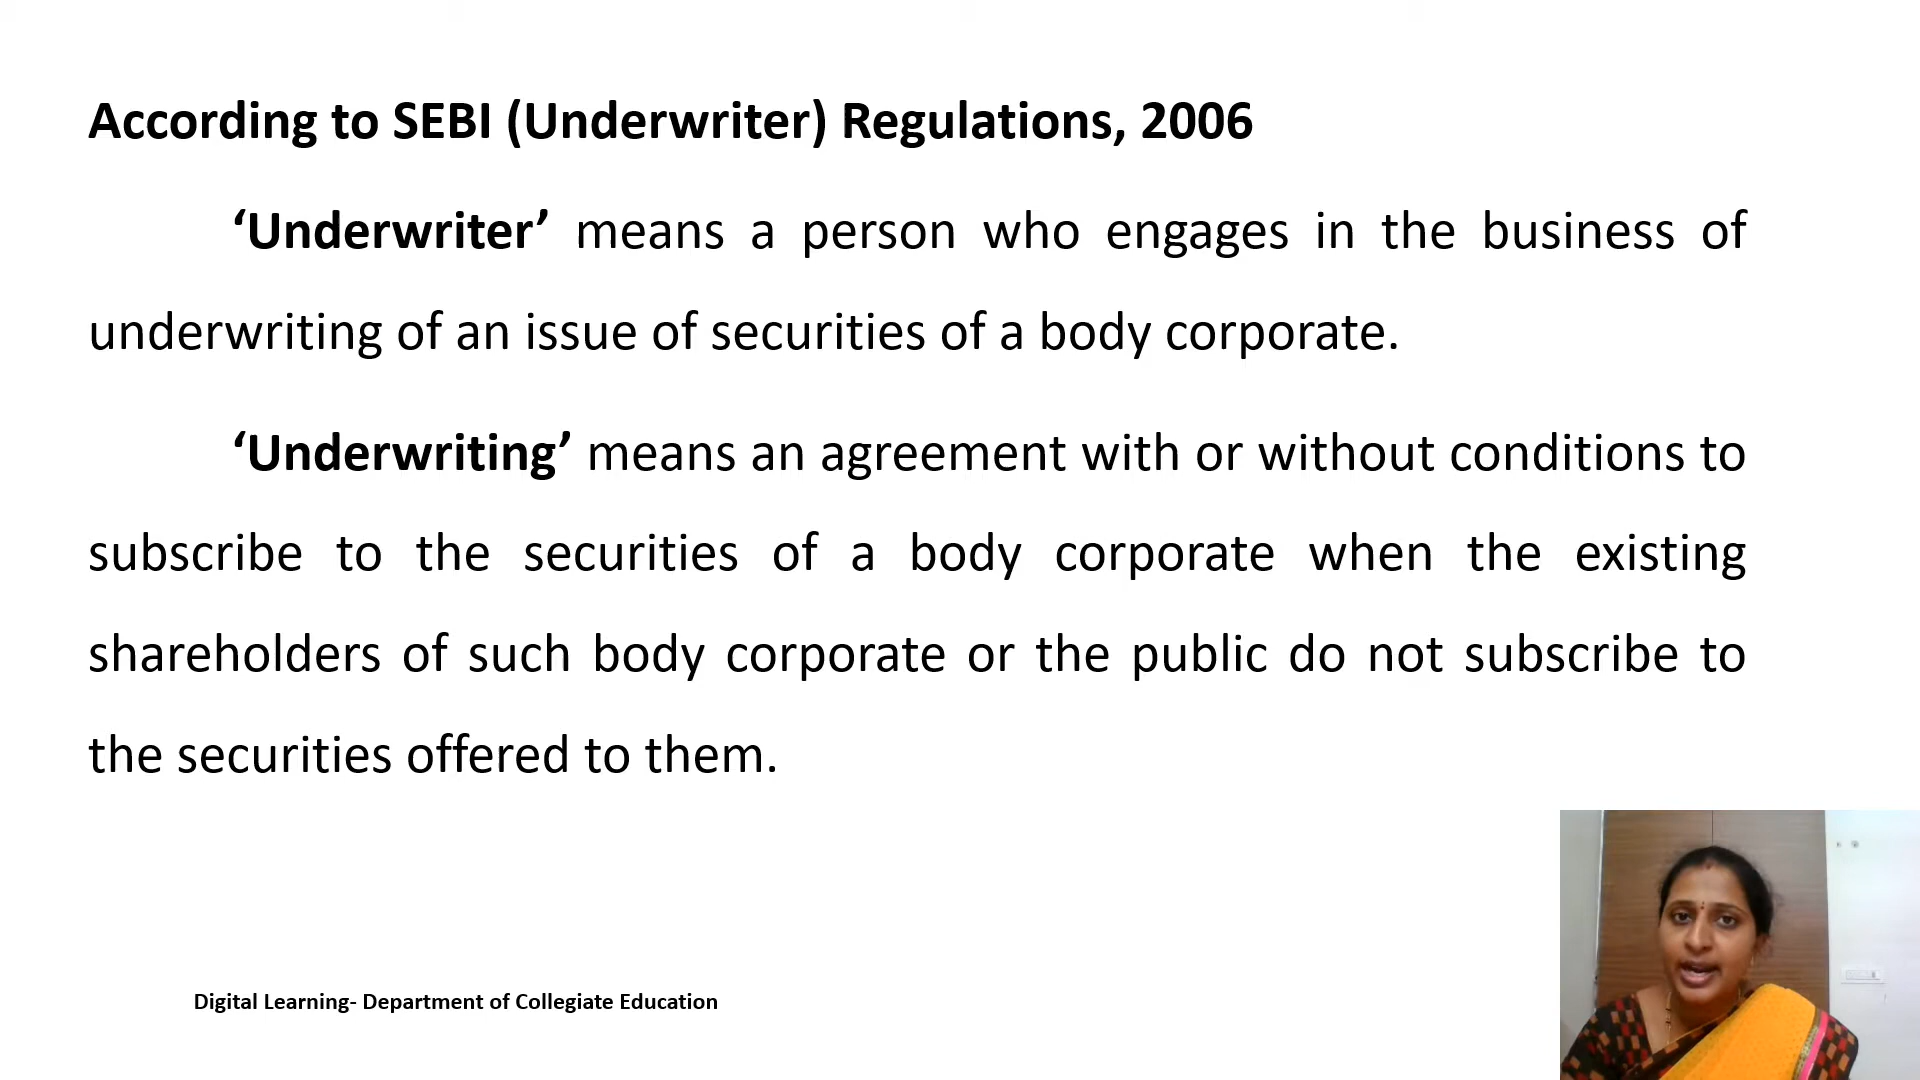 According to SEBI (Underwriter) Regulations, 2006
‘Underwriter’ means a person who engages in the business of
underwriting of an issue of securities of a body corporate.
‘Underwriting’ means an agreement with or without conditions to
subscribe to the securities of a body corporate when the existing
shareholders of such body corporate or the public do not subscribe to
the securities offered to them.
Digital Learning- Department of Collegiate Education